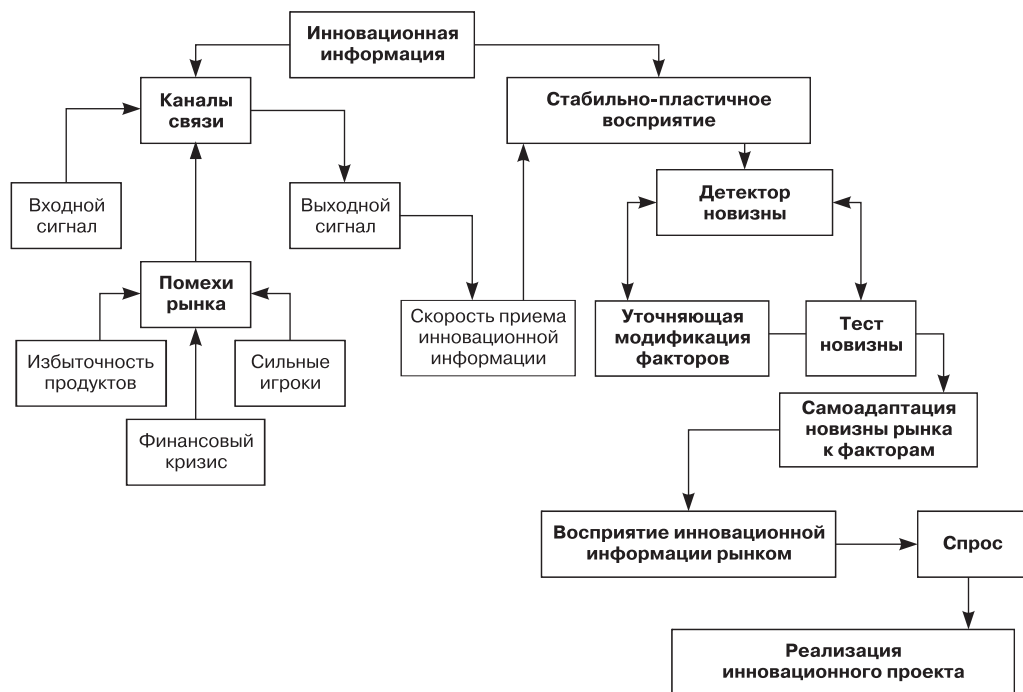 Инновационная
информация
Каналы
связи
Стабильно-пластичное
восприятие
Входной
сигнал
Выходной
сигнал
Детектор
новизны
Помехи
рынка
Скорость приема
инновационной
информации
Уточняющая
модификация
факторов
Тест
новизны
Избыточность
продуктов
Сильные
игроки
Финансовый
кризис
Самоадаптация
новизны рынка
к факторам
Восприятие инновационной
информации рынком
Спрос
Реализация
инновационного проекта